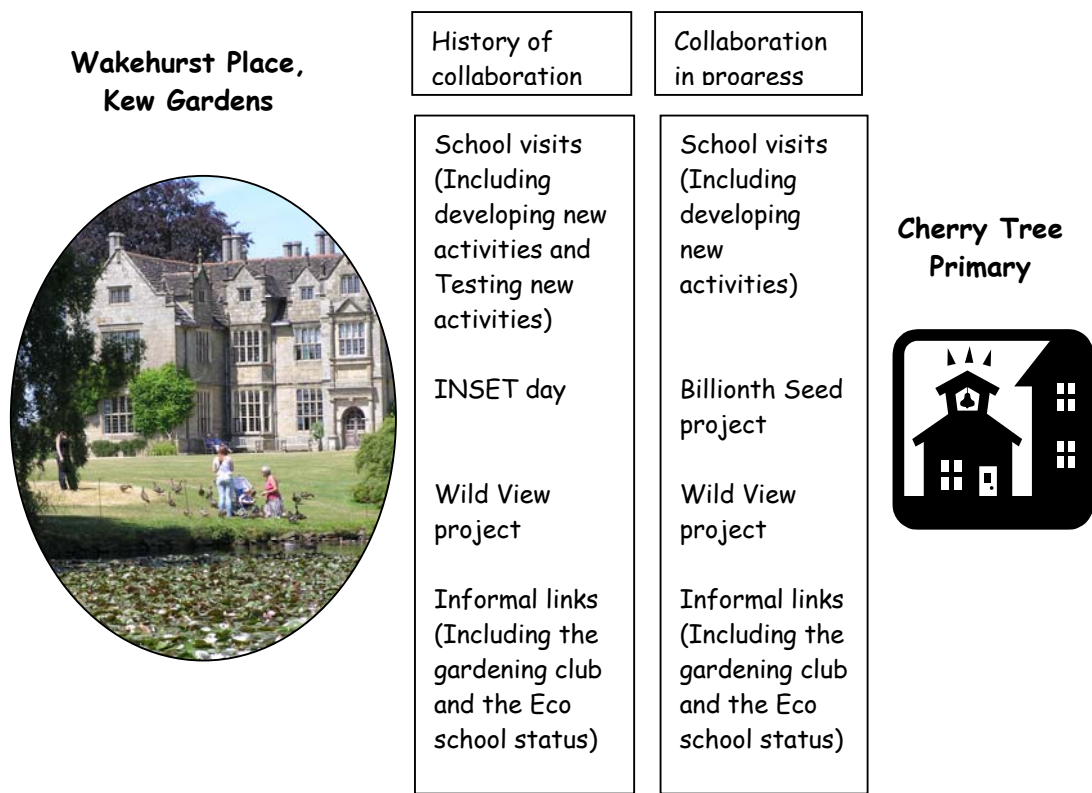 Wakehurst Place,
Kew Gardens
History of
collaboration
Collaboration
in progress
School visits
(Including
developing new
activities and
Testing new
activities)
INSET day
Wild View
project
Informal links
(Including the
gardening club
and the Eco
school status)
School visits
(Including
developing
new
activities)
Billionth Seed
project
Wild View
project
Informal links
(Including the
gardening club
and the Eco
school status)
Cherry Tree
Primary